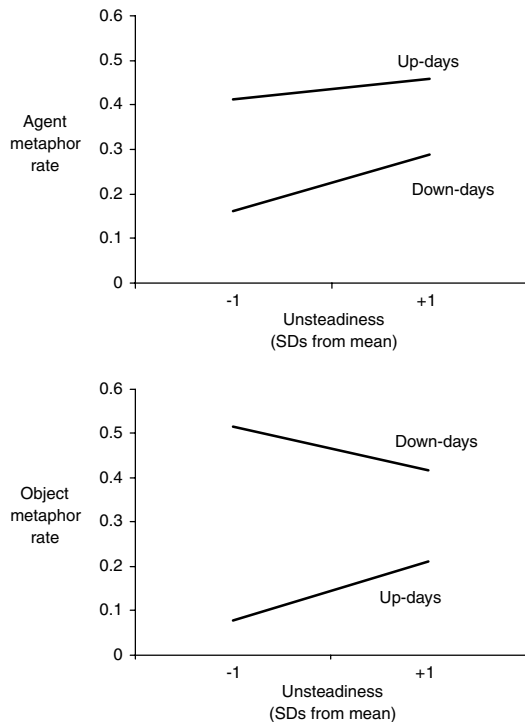 0.6
0.5
Up-days
Agent
metaphor
rate
0.4
0.3
Down-days
0.2
0.1
0
-1
+1
Unsteadiness
(SDs from mean)
0.6
0.5
Down-days
0.4
Object
metaphor
rate
0.3
0.2
Up-days
0.1
0
-1
+1
Unsteadiness
(SDs from mean)